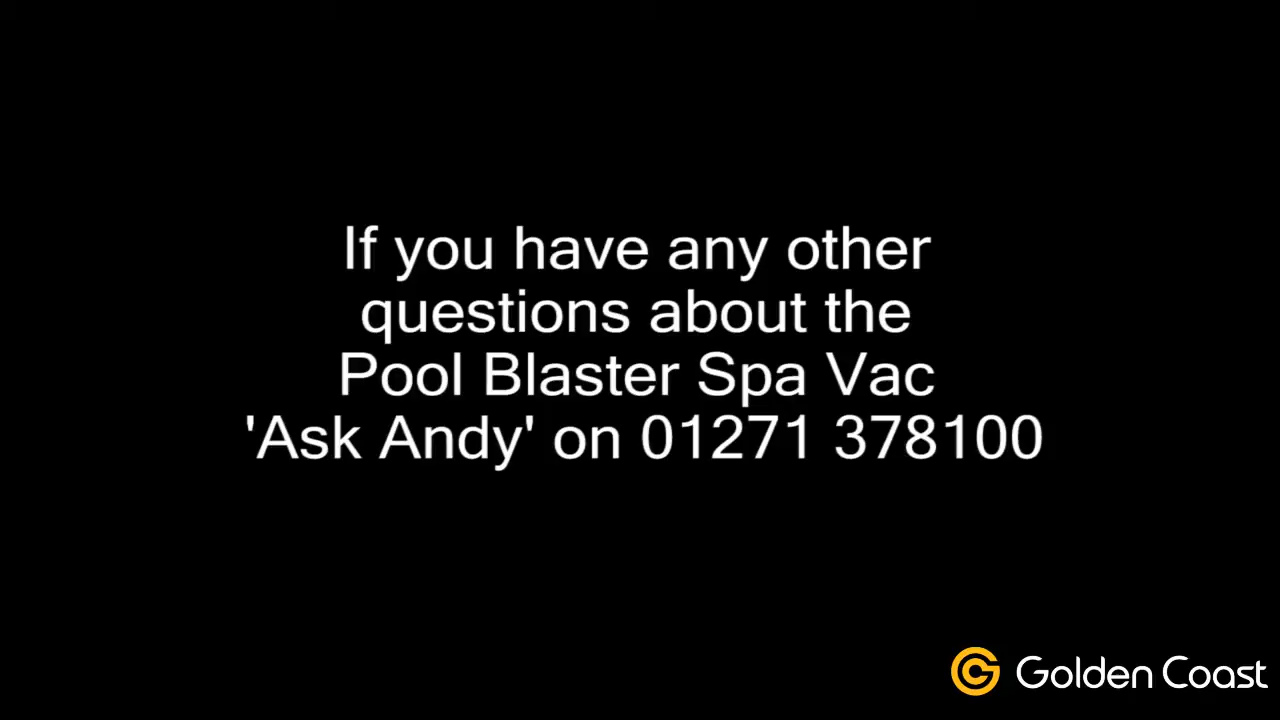 If you have any other
questions about the
Pool Blaster Spa Vac
'Ask Andy' on 01271 378100
Golden Coast